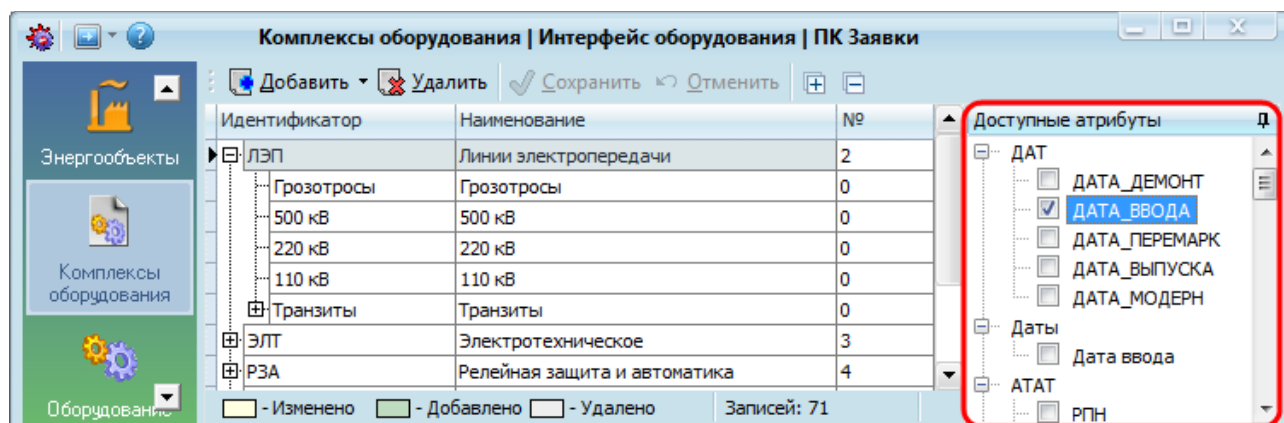 Комплексы оборудования | Интерфейс оборудования | ПК Заявки
Добавить Удалить Сохранить Отменить
Энергообъекты
Комплексы
оборудования
Оборудование
Идентификатор Наименование №
ЛЭП Линии электропередачи 2
Грозотросы Грозотросы 0
500 кВ 500 кВ 0
220 кВ 220 кВ 0
110 кВ 110 кВ 0
Транзиты Транзиты 0
ЭЛТ Электротехническое 3
РЗА Релейная защита и автоматика 4
- Изменено - Добавлено - Удалено Записей: 71
Доступные атрибуты
ДАТ
ДАТА_ДЕМОНТ
ДАТА_ВВОДА
ДАТА_ПЕРЕМАРК
ДАТА_ВЫПУСКА
ДАТА_МОДЕРН
Даты
Дата ввода
АТАТ
РПН